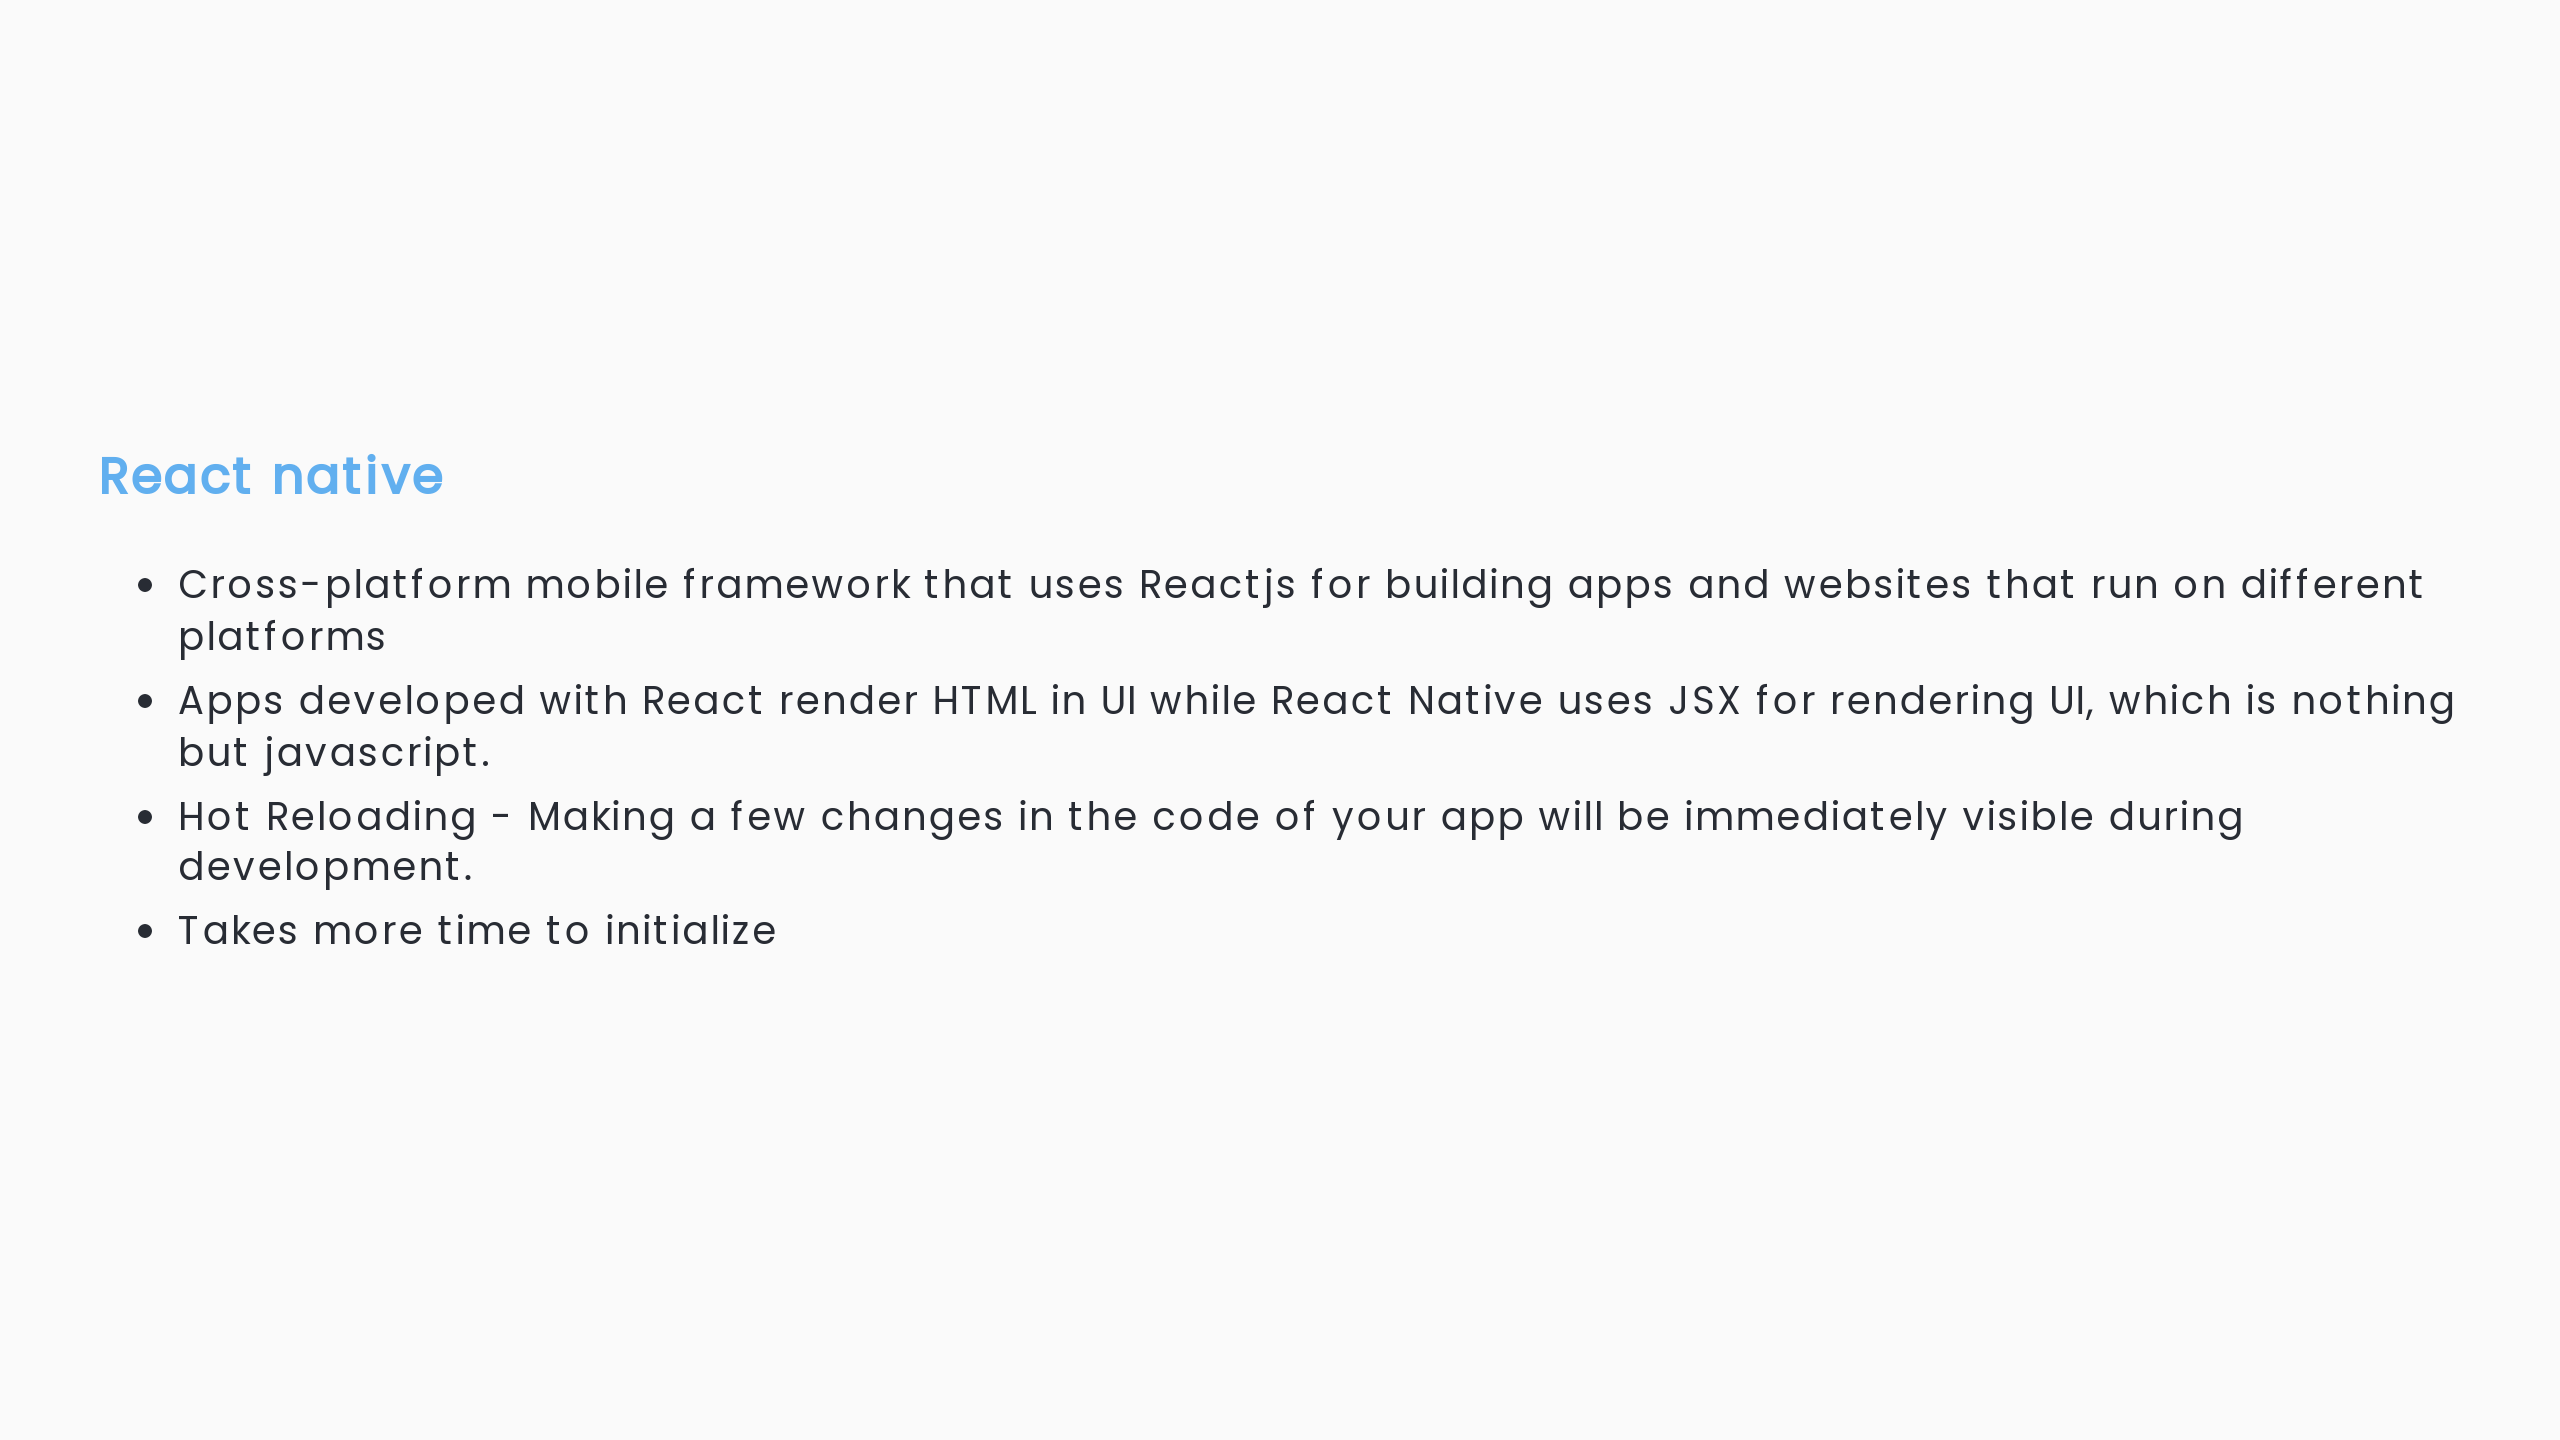 React native
• Cross-platform mobile framework that uses Reactjs for building apps and websites that run on different
platforms
• Apps developed with React render HTML in UI while React Native uses JSX for rendering UI, which is nothing
but javascript.
• Hot Reloading - Making a few changes in the code of your app will be immediately visible during
development.
• Takes more time to initialize